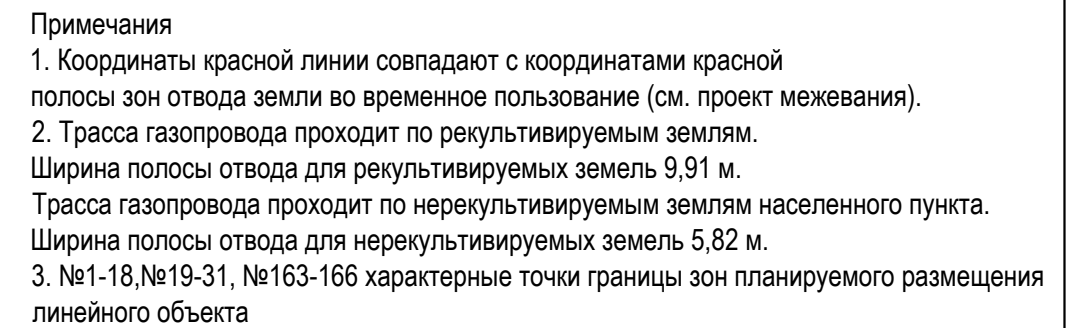 Примечания
1. Координаты красной линии совпадают с координатами красной
полосы зон отвода земли во временное пользование (см. проект межевания).
2. Трасса газопровода проходит по рекультивируемым землям.
Ширина полосы отвода для рекультивируемых земель 9,91 м.
Трасса газопровода проходит по нерекультивируемым землям населенного пункта.
Ширина полосы отвода для нерекультивируемых земель 5,82 м.
3. №1-18,№19-31, №163-166 характерные точки границы зон планируемого размещения
линейного объекта